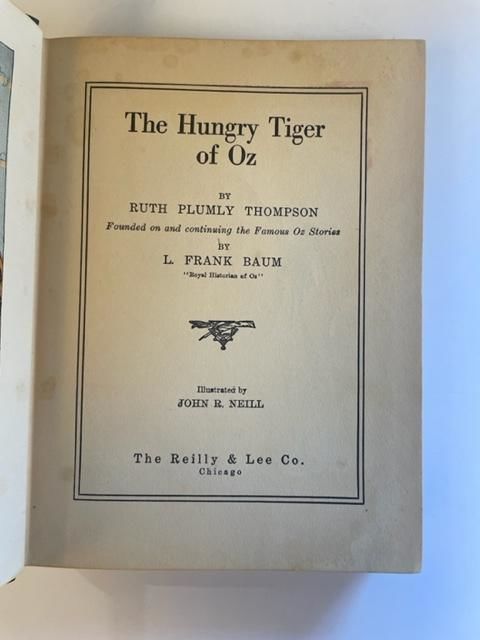 The Hungry Tiger
of Oz
BY
RUTH PLUMLY THOMPSON
Founded on and continuing the Famous Oz Stories
BY
L. FRANK BAUM
"Royal Historian of Oz"
Illustrated by
JOHN R. NEILL
The Reilly & Lee Co.
Chicago